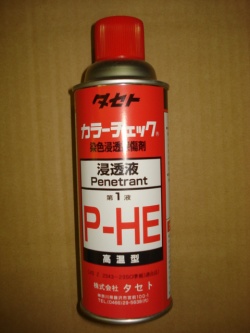 タセト
カラーチェック®
染色浸透探傷剤
浸透液
Penetrant
第1液
P-HE
高温型
株式会社 タセト